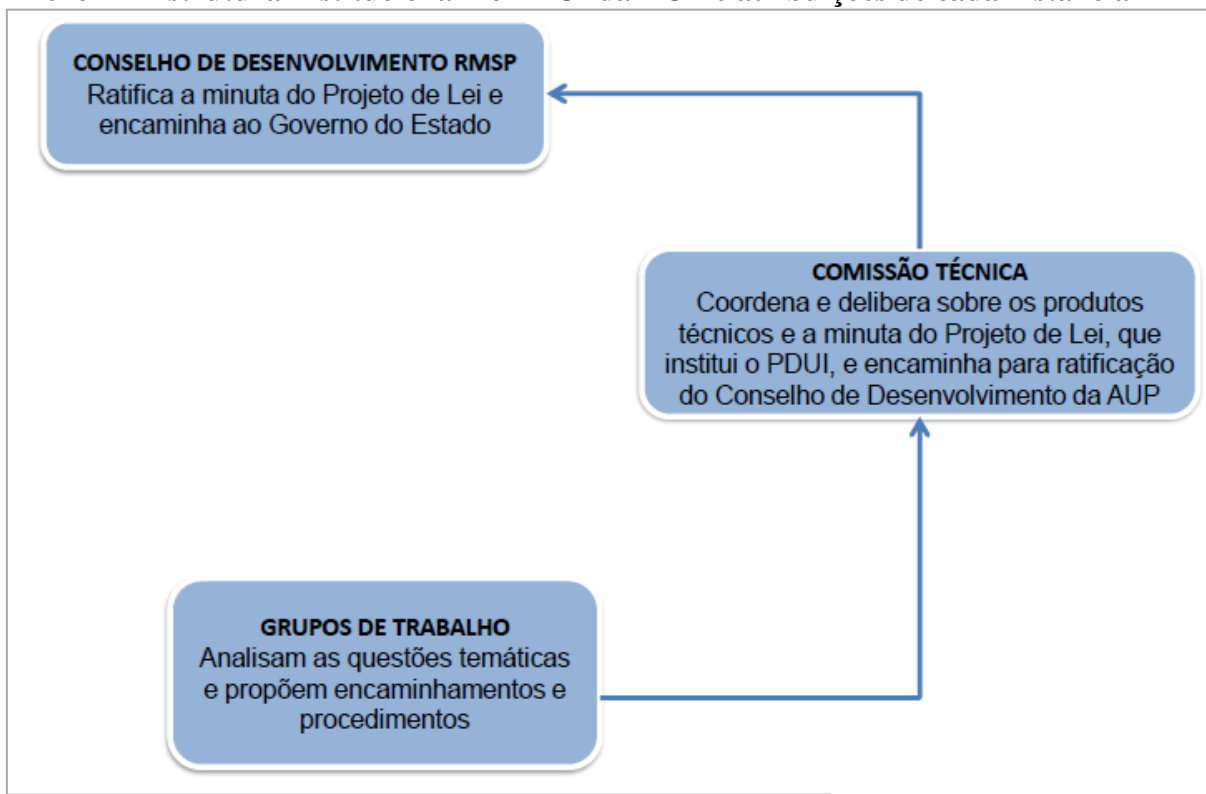 CONSELHO DE DESENVOLVIMENTO RMSP
Ratifica a minuta do Projeto de Lei e
encaminha ao Governo do Estado
COMISSÃO TÉCNICA
Coordena e delibera sobre os produtos
técnicos e a minuta do Projeto de Lei, que
institui o PDUI, e encaminha para ratificação
do Conselho de Desenvolvimento da AUP
GRUPOS DE TRABALHO
Analisam as questões temáticas
e propõem encaminhamentos e
procedimentos